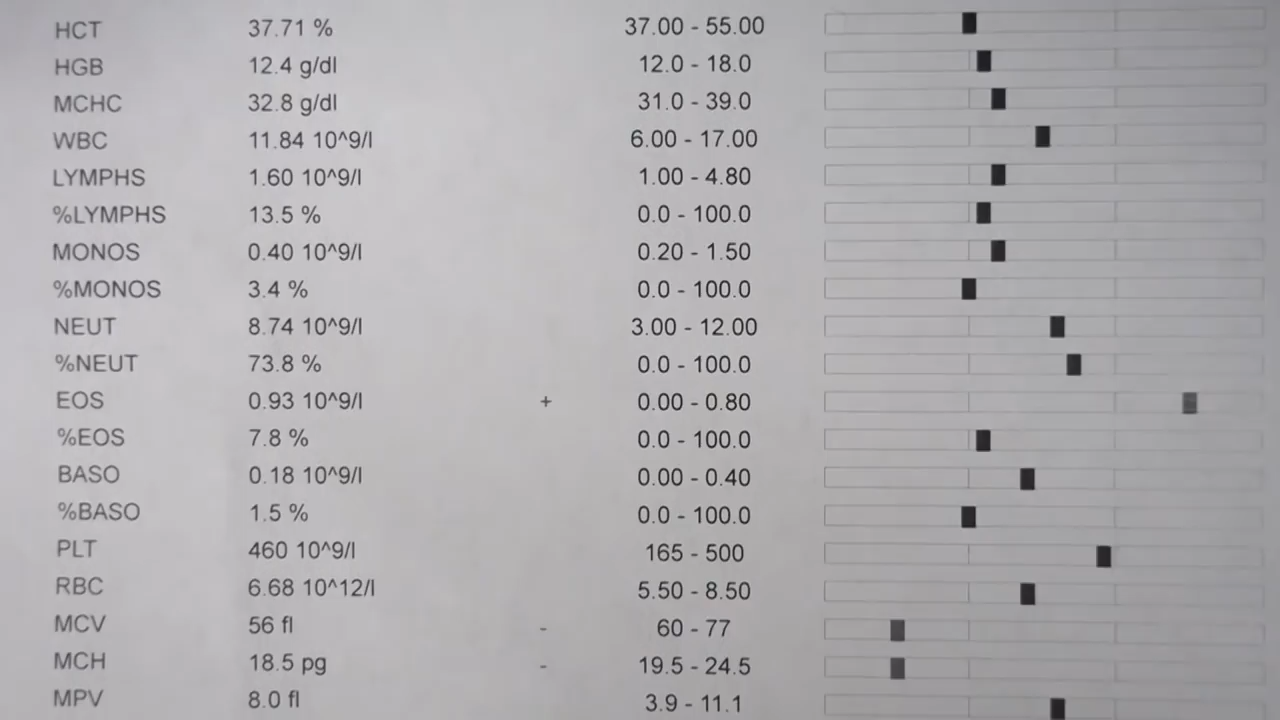 HCT 37.71 % 37.00 - 55.00
HGB 12.4 g/dl 12.0 - 18.0
MCHC 32.8 g/dl 31.0 - 39.0
WBC 11.84 10^9/l 6.00 - 17.00
LYMPHS 1.60 10^9/l 1.00 - 4.80
%LYMPHS 13.5 % 0.0 - 100.0
MONOS 0.40 10^9/l 0.20 - 1.50
%MONOS 3.4 % 0.0 - 100.0
NEUT 8.74 10^9/l 3.00 - 12.00
%NEUT 73.8 % 0.0 - 100.0
EOS 0.93 10^9/l + 0.00 - 0.80
%EOS 7.8 % 0.0 - 100.0
BASO 0.18 10^9/l 0.00 - 0.40
%BASO 1.5 % 0.0 - 100.0
PLT 460 10^9/l 165 - 500
RBC 6.68 10^12/l 5.50 - 8.50
MCV 56 fl - 60 - 77
MCH 18.5 pg - 19.5 - 24.5
MPV 8.0 fl 3.9 - 11.1